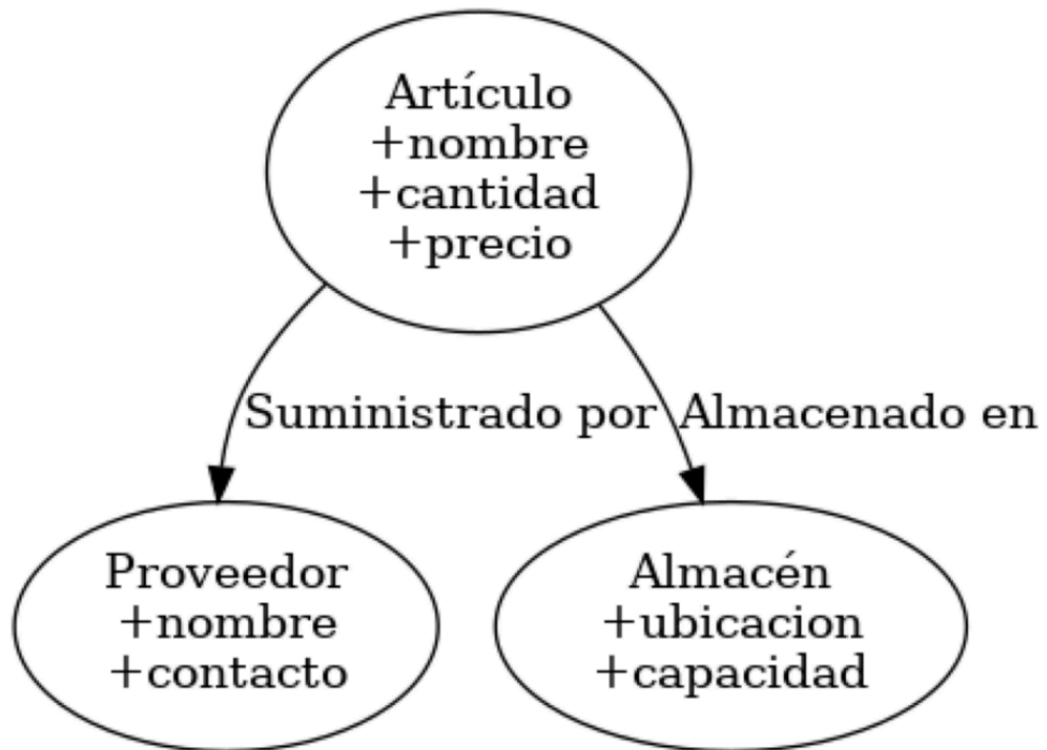 Artículo
+nombre
+cantidad
+precio
Suministrado por
Almacenado en
Proveedor
+nombre
+contacto
Almacén
+ubicacion
+capacidad